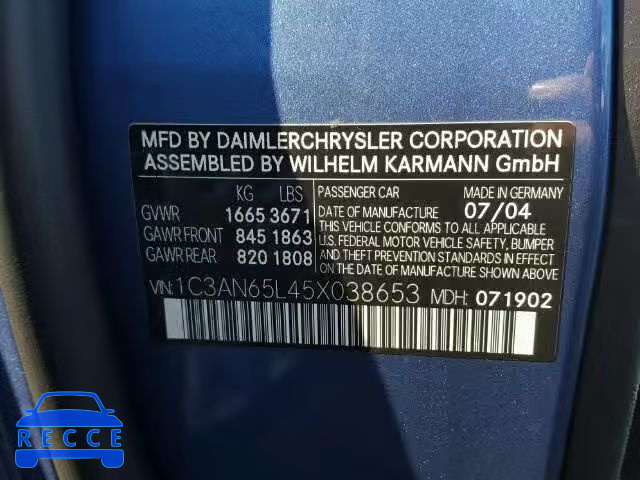 MFD BY DAIMLERCHRYSLER CORPORATION
ASSEMBLED BY WILHELM KARMANN GmbH
KG LBS
GVWR 1665 3671
GAWR FRONT 845 1863
GAWR REAR 820 1808
PASSENGER CAR MADE IN GERMANY
DATE OF MANUFACTURE 07/04
THIS VEHICLE CONFORMS TO ALL APPLICABLE
U.S. FEDERAL MOTOR VEHICLE SAFETY, BUMPER
AND THEFT PREVENTION STANDARDS IN EFFECT
ON THE DATE OF MANUFACTURE SHOWN ABOVE.
VIN: 1C3AN65L45X038653 MDH: 071902
RECCE